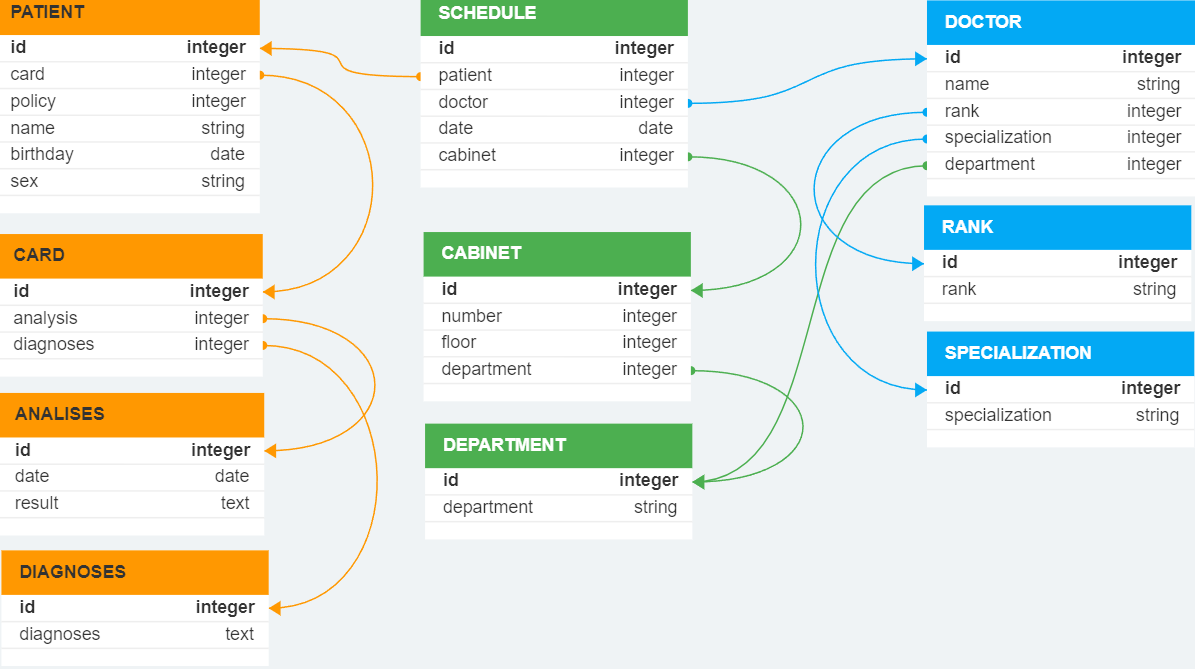 PATIENT
id integer
card integer
policy integer
name string
birthday date
sex string
CARD
id integer
analysis integer
diagnoses integer
ANALISES
id integer
date date
result text
DIAGNOSES
id integer
diagnoses text
SCHEDULE
id integer
patient integer
doctor integer
date date
cabinet integer
CABINET
id integer
number integer
floor integer
department integer
DEPARTMENT
id integer
department string
DOCTOR
id integer
name string
rank integer
specialization integer
department integer
RANK
id integer
rank string
SPECIALIZATION
id integer
specialization string